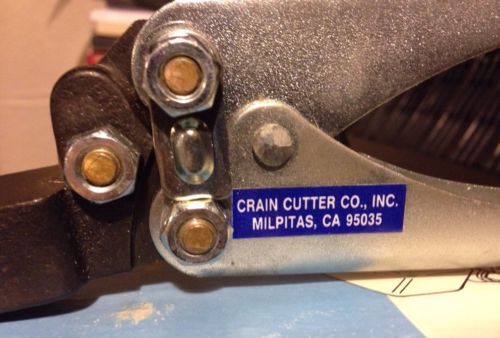 CRAIN CUTTER CO., INC.
MILPITAS, CA 95035